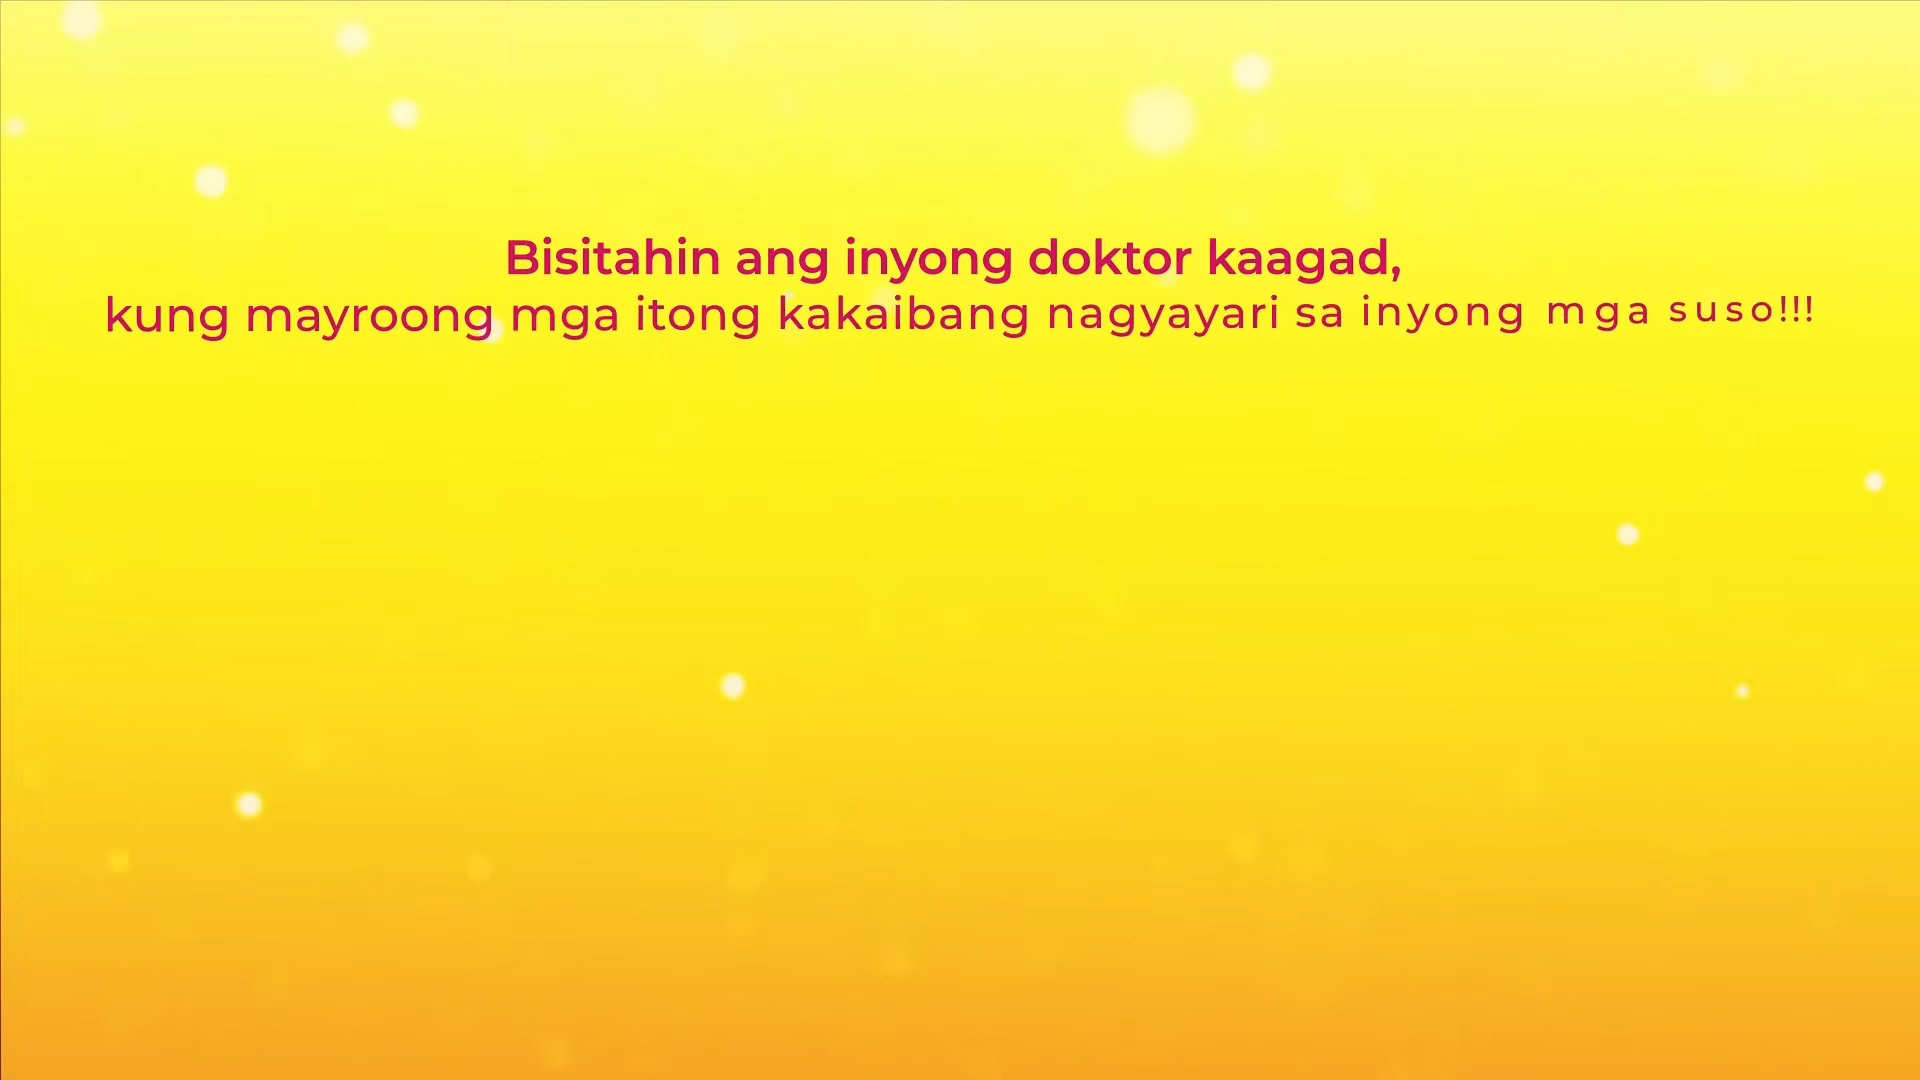 Bisitahin ang inyong doktor kaagad,
kung mayroong mga itong kakaibang nagyayari sa inyong mga suso!!!